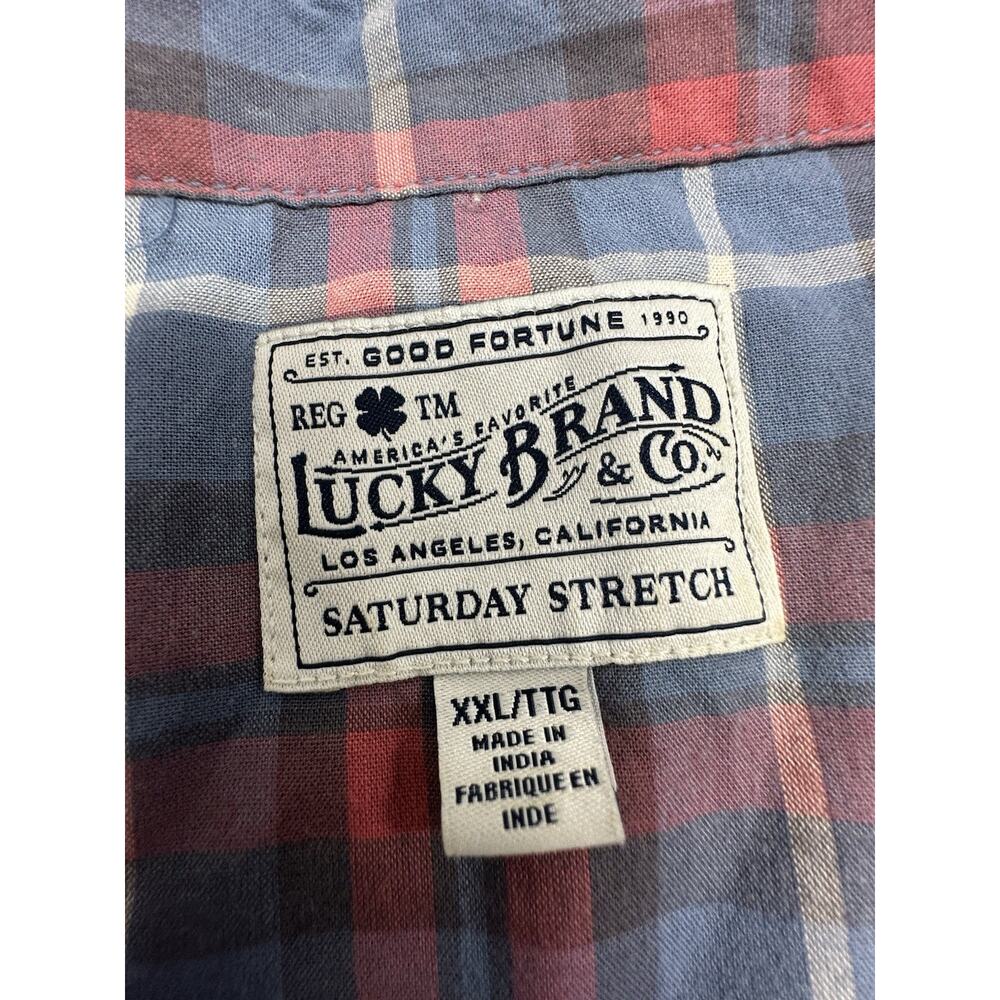 EST. GOOD FORTUNE 1990
REG TM
AMERICA'S FAVORITE
LUCKY BRAND
& Co.
LOS ANGELES, CALIFORNIA
SATURDAY STRETCH
XXL/TTG
MADE IN
INDIA
FABRIQUE EN
INDE